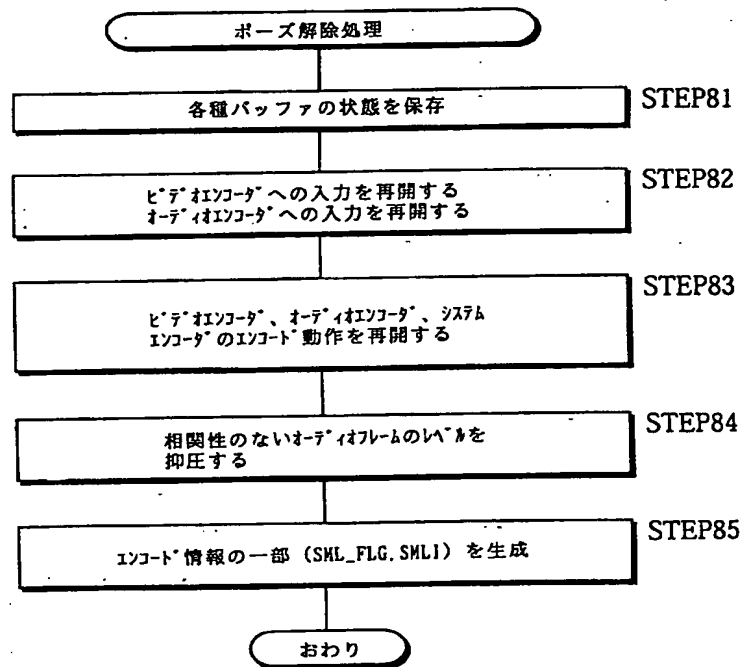 ポーズ解除処理
各種バッファの状態を保存
STEP81
ビデオエンコーダへの入力を再開する
オーディオエンコーダへの入力を再開する
STEP82
ビデオエンコーダ、オーディオエンコーダ、システム
エンコーダのエンコード動作を再開する
STEP83
相関性のないオーディオフレームのレベルを
抑圧する
STEP84
エンコード情報の一部 (SML_FLG.SMLI) を生成
STEP85
おわり